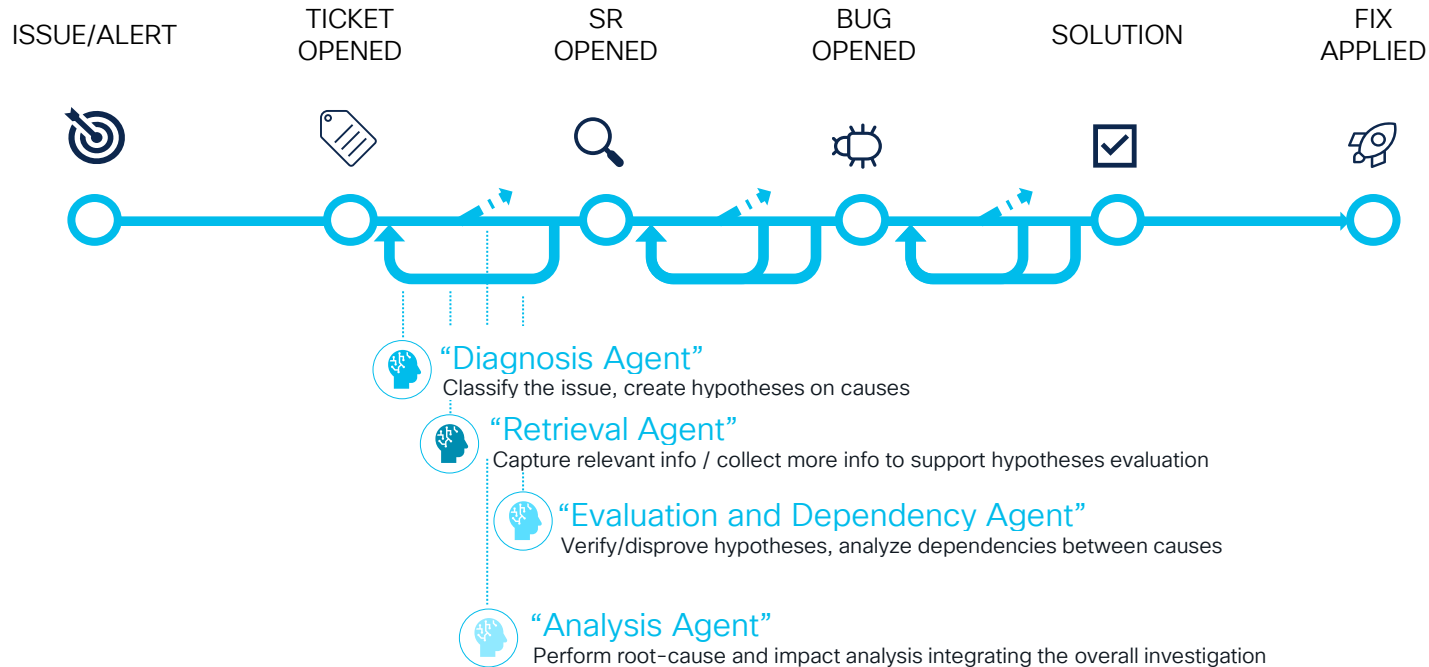 ISSUE/ALERT
TICKET
OPENED
SR
OPENED
BUG
OPENED
SOLUTION
FIX
APPLIED
“Diagnosis Agent”
Classify the issue, create hypotheses on causes
“Retrieval Agent”
Capture relevant info / collect more info to support hypotheses evaluation
“Evaluation and Dependency Agent”
Verify/disprove hypotheses, analyze dependencies between causes
“Analysis Agent”
Perform root-cause and impact analysis integrating the overall investigation